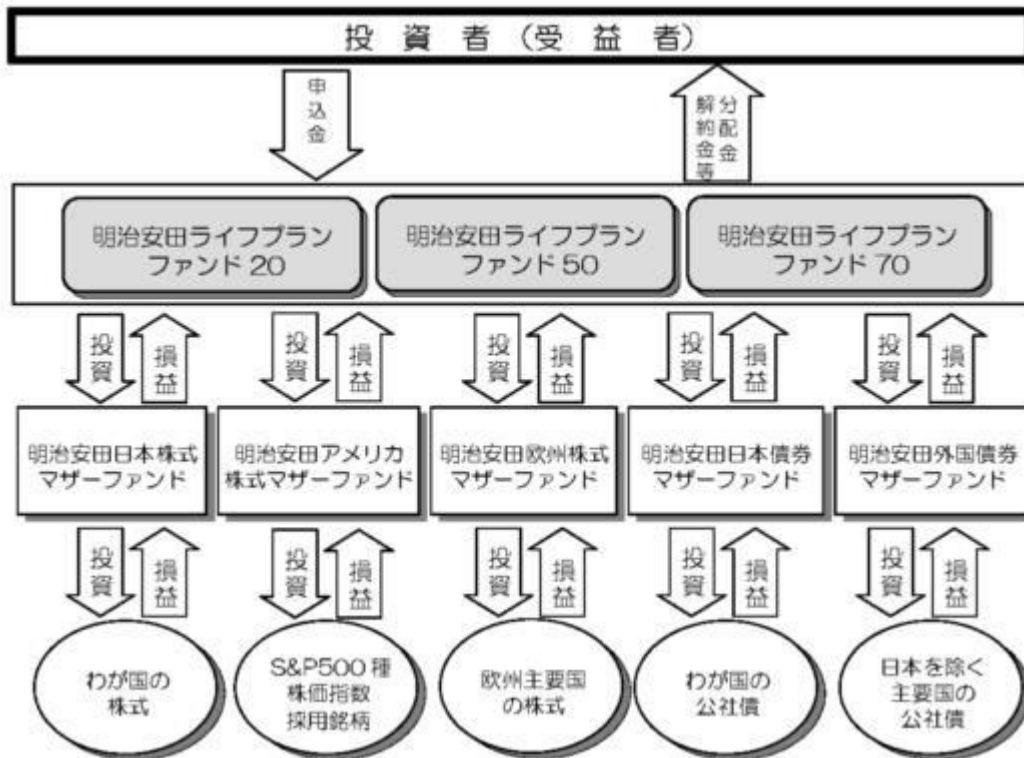 投資者(受益者)
申込金
分配金
解約金等
明治安田ライフプラン
ファンド20
明治安田ライフプラン
ファンド50
明治安田ライフプラン
ファンド70
投資
損益
投資
損益
投資
損益
投資
損益
投資
損益
明治安田日本株式
マザーファンド
明治安田アメリカ
株式マザーファンド
明治安田欧州株式
マザーファンド
明治安田日本債券
マザーファンド
明治安田外国債券
マザーファンド
投資
損益
投資
損益
投資
損益
投資
損益
投資
損益
わが国の
株式
S&P500種
株価指数
採用銘柄
欧州主要国
の株式
わが国の
公社債
日本を除く
主要国の
公社債